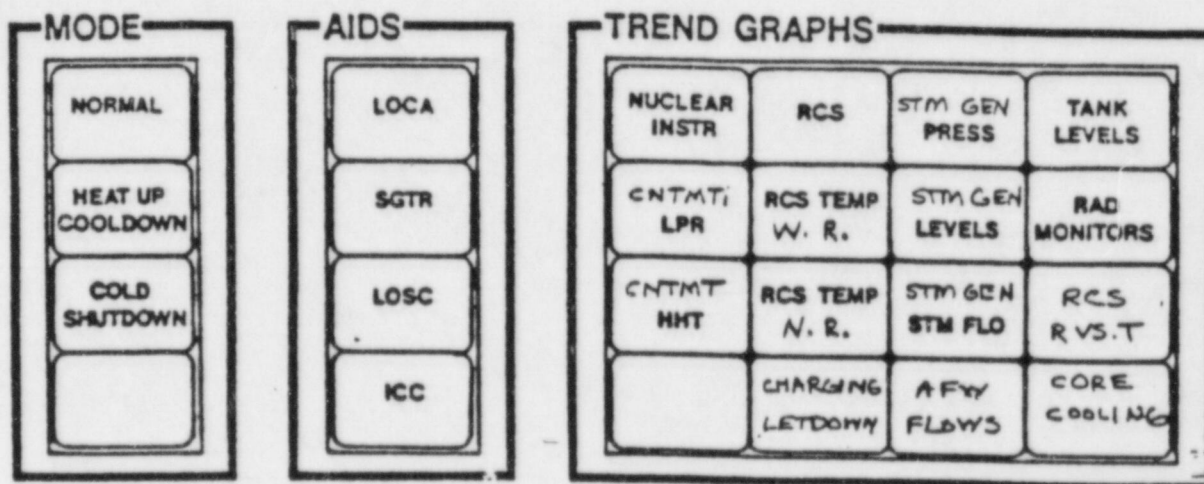 MODE
NORMAL
HEAT UP
COOLDOWN
COLD
SHUTDOWN
AIDS
LOCA
SGTR
LOSC
ICC
TREND GRAPHS
NUCLEAR
INSTR
RCS
STM GEN
PRESS
TANK
LEVELS
CNTMTi
LPR
RCS TEMP
W. R.
STM GEN
LEVELS
RAD
MONITORS
CNTMT
HHT
RCS TEMP
N. R.
STM GEN
STM FLO
RCS
R VS. T
CHARGING
LETDOWN
AFW
FLOWS
CORE
COOLING